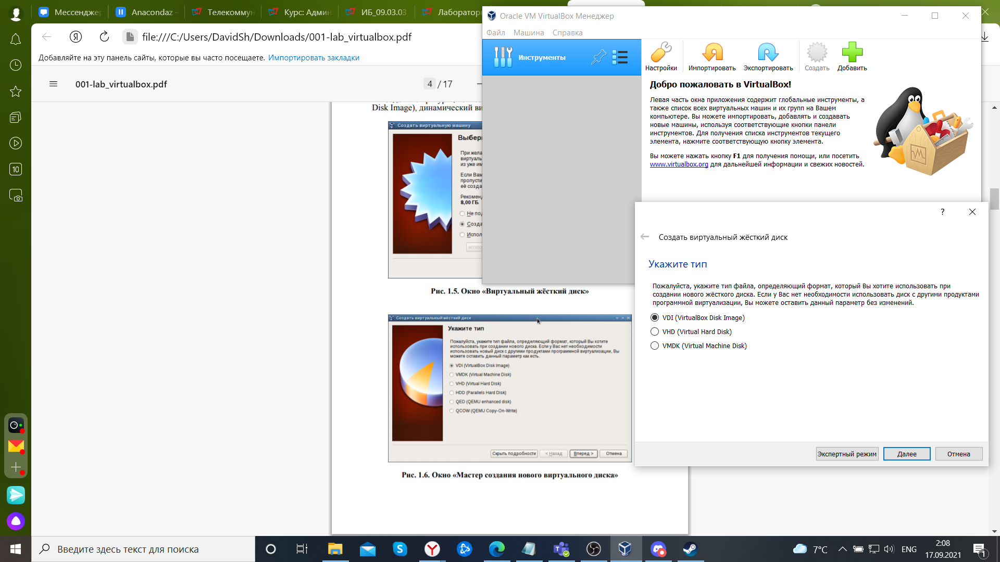 Мессендже
Anacondaz -
Телекоммун
Курс: Адми
ИБ_09.03.03
Лаборатор
file:///C:/Users/DavidSh/Downloads/001-lab_virtualbox.pdf
Добавляйте на эту панель сайты, которые вы часто посещаете. Импортировать закладки
001-lab_virtualbox.pdf
4 / 17
10
Disk Image), динамический ви
Создать виртуальную машину
Выбери
При жела
виртуаль
из уже им
Если Вам
пропусти
её созда
Рекоменд
8,00 ГБ.
Не под
Созда
Испол
windo
Рис. 1.5. Окно «Виртуальный жёсткий диск»
Создать виртуальный жёсткий диск
Укажите тип
Пожалуйста, укажите тип файла, определяющий формат, который Вы хотите
использовать при создании нового диска. Если у Вас нет необходимости
использовать новый диск с другими продуктами программной виртуализации, Вы
можете оставить данный параметр как есть.
VDI (VirtualBox Disk Image)
VMDK (Virtual Machine Disk)
VHD (Virtual Hard Disk)
HDD (Parallels Hard Disk)
QED (QEMU enhanced disk)
QCOW (QEMU Copy-On-Write)
Скрыть подробности
< Назад
Вперед >
Отмена
Рис. 1.6. Окно «Мастер создания нового виртуального диска»
Oracle VM VirtualBox Менеджер
Файл Машина Справка
Инструменты
Настройки
Импортировать
Экспортировать
Создать
Добавить
Добро пожаловать в VirtualBox!
Левая часть окна приложения содержит глобальные инструменты, а
также список всех виртуальных машин и их групп на Вашем
компьютере. Вы можете импортировать, добавлять и создавать
новые машины, используя соответствующие кнопки панели
инструментов. Для получения списка инструментов текущего
элемента, нажмите соответствующую кнопку элемента.
Вы можете нажать кнопку F1 для получения помощи, или посетить
www.virtualbox.org для дальнейшей информации и свежих новостей.
?
Создать виртуальный жёсткий диск
Укажите тип
Пожалуйста, укажите тип файла, определяющий формат, который Вы хотите использовать при
создании нового жёсткого диска. Если у Вас нет необходимости использовать диск с другими продуктами
программной виртуализации, Вы можете оставить данный параметр без изменений.
VDI (VirtualBox Disk Image)
VHD (Virtual Hard Disk)
VMDK (Virtual Machine Disk)
Экспертный режим
Далее
Отмена
Введите здесь текст для поиска
7°C
ENG
2:08
17.09.2021
1